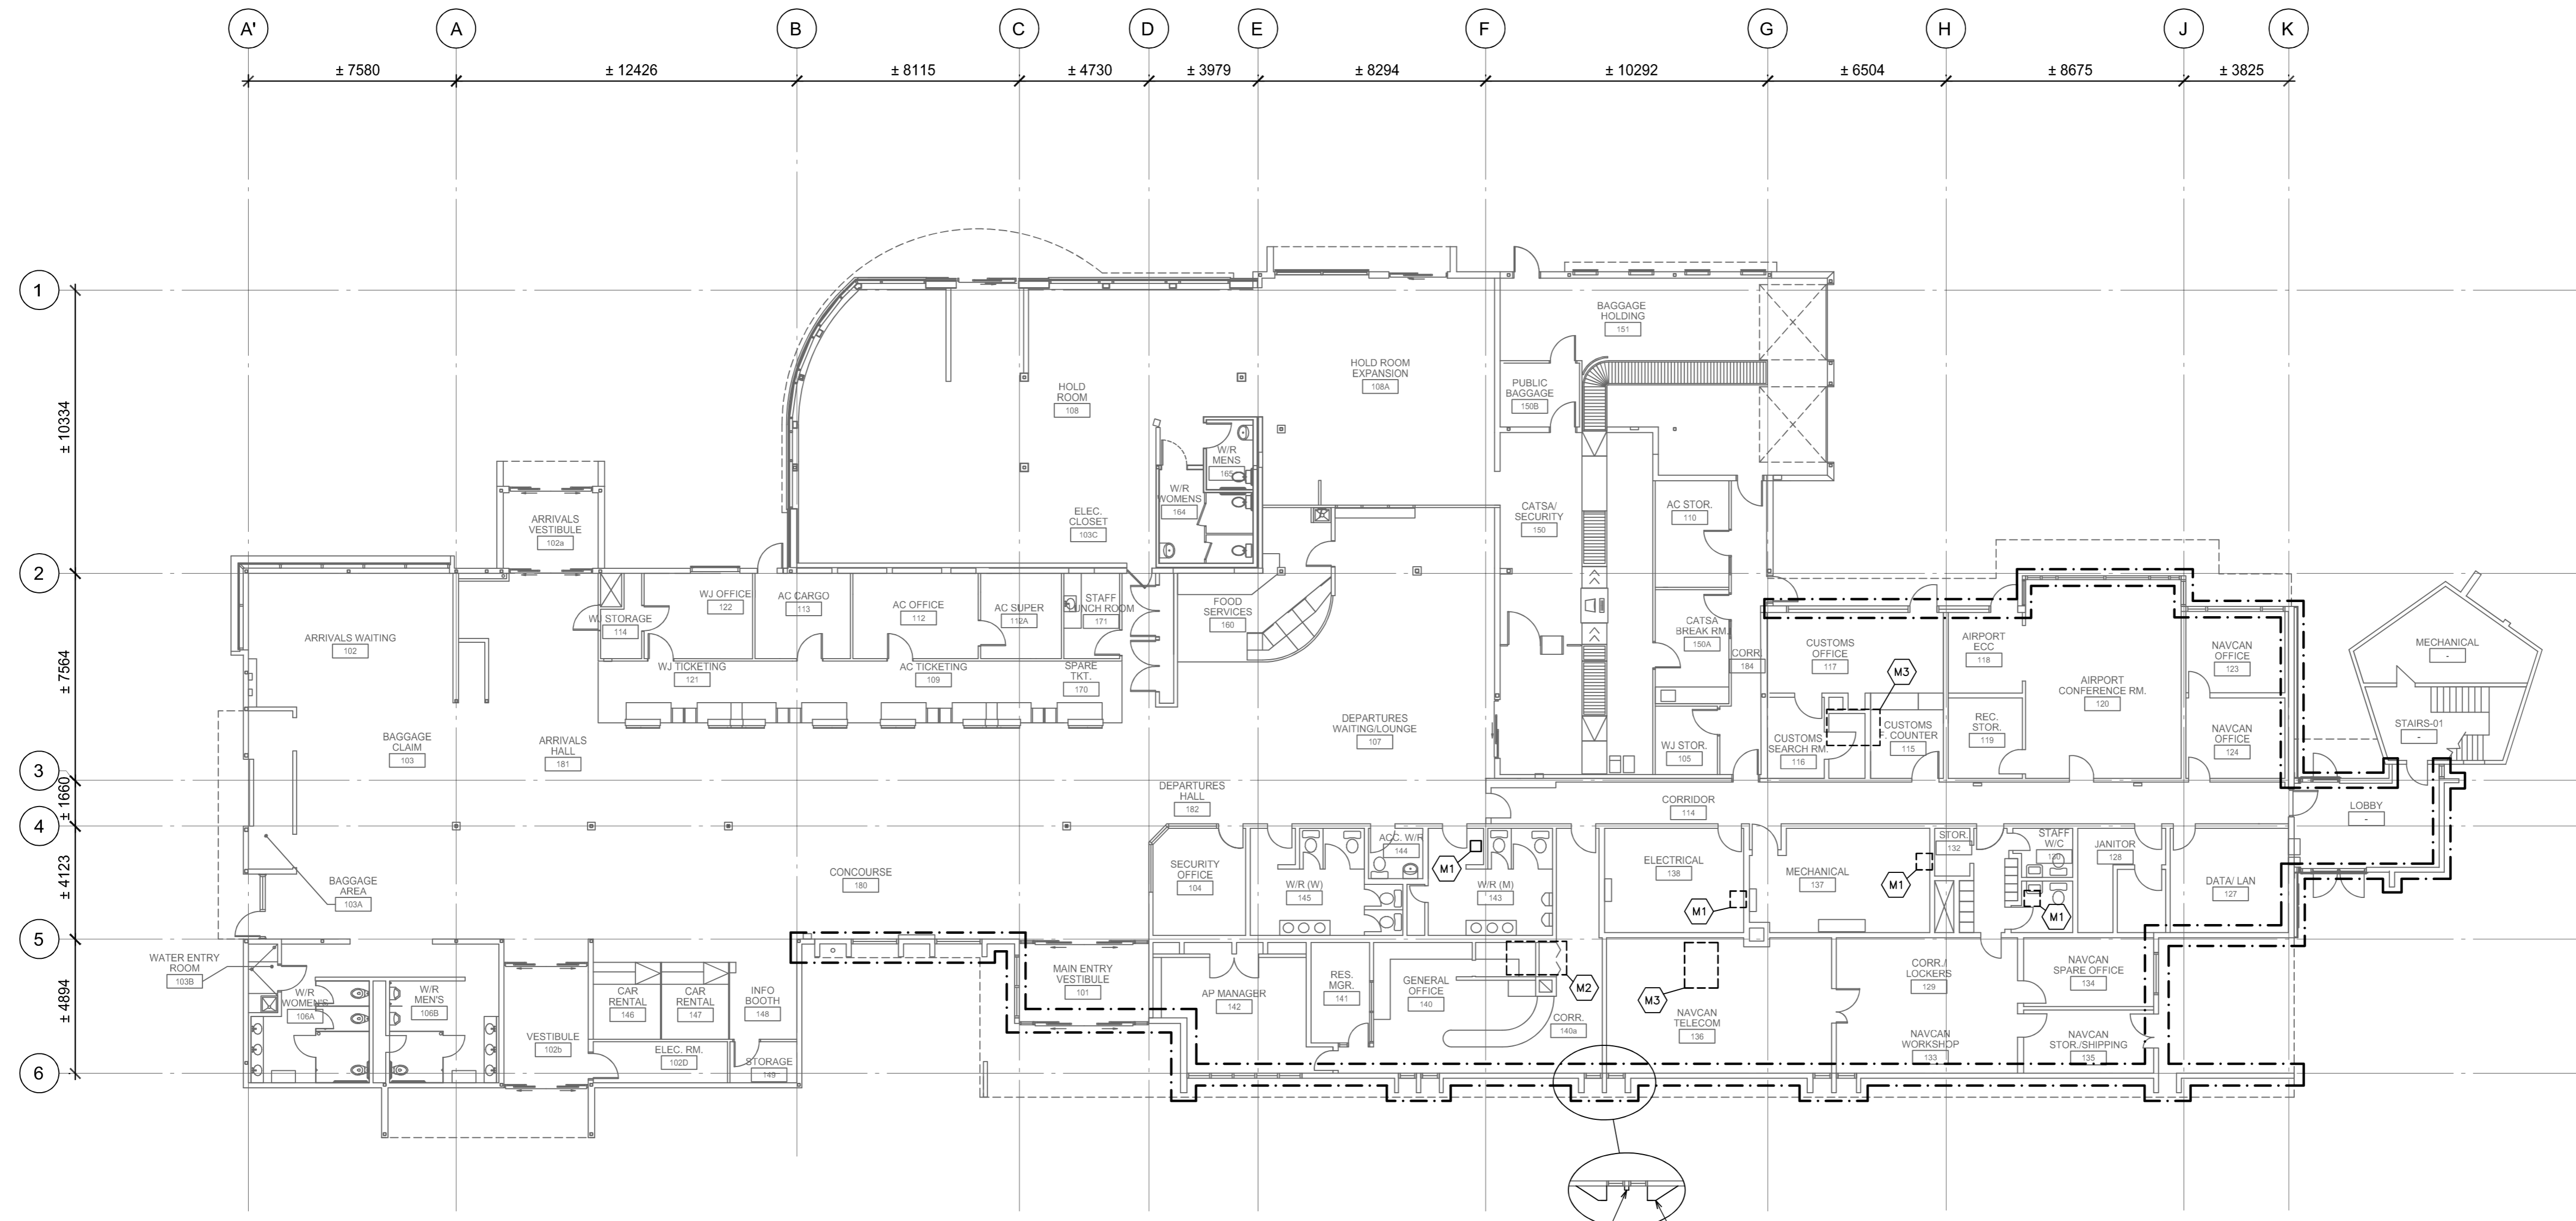 A' A B C D E F G H J K
± 7580 ± 12426 ± 8115 ± 4730 ± 3979 ± 8294 ± 10292 ± 6504 ± 8675 ± 3825
1
± 10334
2
± 7564
3
± 1660
4
± 4123
5
± 4894
6
BAGGAGE
HOLDING
151
HOLD ROOM
EXPANSION
108A
PUBLIC
BAGGAGE
150B
HOLD
ROOM
108
W/R
MENS
165
W/R
WOMENS
164
ELEC.
CLOSET
103C
CATSA/
SECURITY
150
AC STOR.
110
ARRIVALS
VESTIBULE
102a
ARRIVALS WAITING
102
WJ STORAGE
114
WJ OFFICE
122
AC CARGO
113
AC OFFICE
112
AC SUPER
112A
STAFF
LUNCH ROOM
171
FOOD
SERVICES
160
CATSA
BREAK RM.
150A
CORR.
184
CUSTOMS
OFFICE
117
AIRPORT
ECC
118
NAVCAN
OFFICE
123
MECHANICAL
-
WJ TICKETING
121
AC TICKETING
109
SPARE
TKT.
170
M3
AIRPORT
CONFERENCE RM.
120
BAGGAGE
CLAIM
103
ARRIVALS
HALL
181
DEPARTURES
WAITING/LOUNGE
107
WJ STOR.
105
CUSTOMS
SEARCH RM.
116
CUSTOMS
F. COUNTER
115
REC.
STOR.
119
NAVCAN
OFFICE
124
STAIRS-01
-
DEPARTURES
HALL
182
CORRIDOR
114
LOBBY
-
BAGGAGE
AREA
103A
CONCOURSE
180
SECURITY
OFFICE
104
W/R (W)
145
ACC. W/R
144
M1
W/R (M)
143
ELECTRICAL
138
M1
MECHANICAL
137
M1
STOR.
132
STAFF
W/C
130
M1
JANITOR
128
DATA/ LAN
127
WATER ENTRY
ROOM
103B
W/R
WOMEN'S
106A
W/R
MEN'S
106B
VESTIBULE
102b
CAR
RENTAL
146
CAR
RENTAL
147
INFO
BOOTH
148
ELEC. RM.
102D
STORAGE
149
MAIN ENTRY
VESTIBULE
101
AP MANAGER
142
RES.
MGR.
141
GENERAL
OFFICE
140
M2
CORR.
140a
M3
NAVCAN
TELECOM
136
CORR./
LOCKERS
129
NAVCAN
WORKSHOP
133
NAVCAN
SPARE OFFICE
134
NAVCAN
STOR./SHIPPING
135